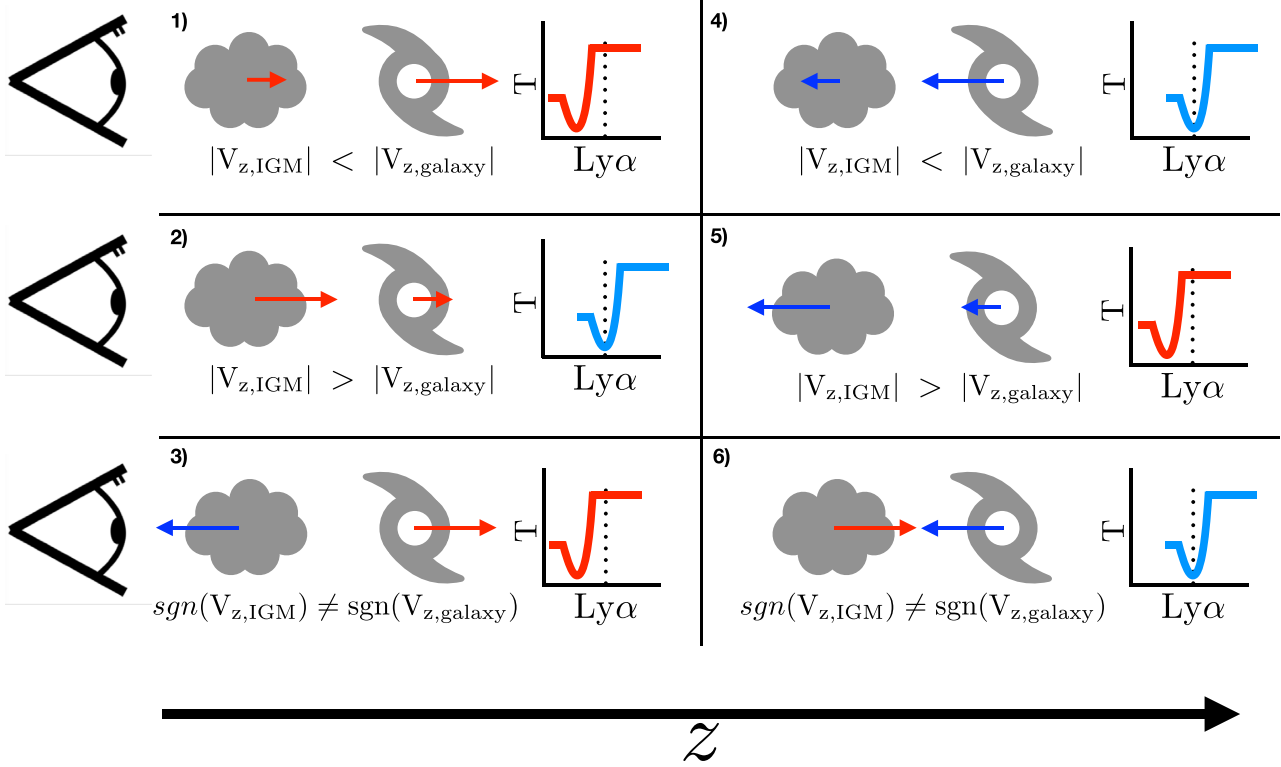 1)
T
|V_z,IGM| < |V_z,galaxy|
Lyα
4)
T
|V_z,IGM| < |V_z,galaxy|
Lyα
2)
T
|V_z,IGM| > |V_z,galaxy|
Lyα
5)
T
|V_z,IGM| > |V_z,galaxy|
Lyα
3)
T
Lyα
sgn(V_z,IGM) ≠ sgn(V_z,galaxy)
6)
T
Lyα
sgn(V_z,IGM) ≠ sgn(V_z,galaxy)
z